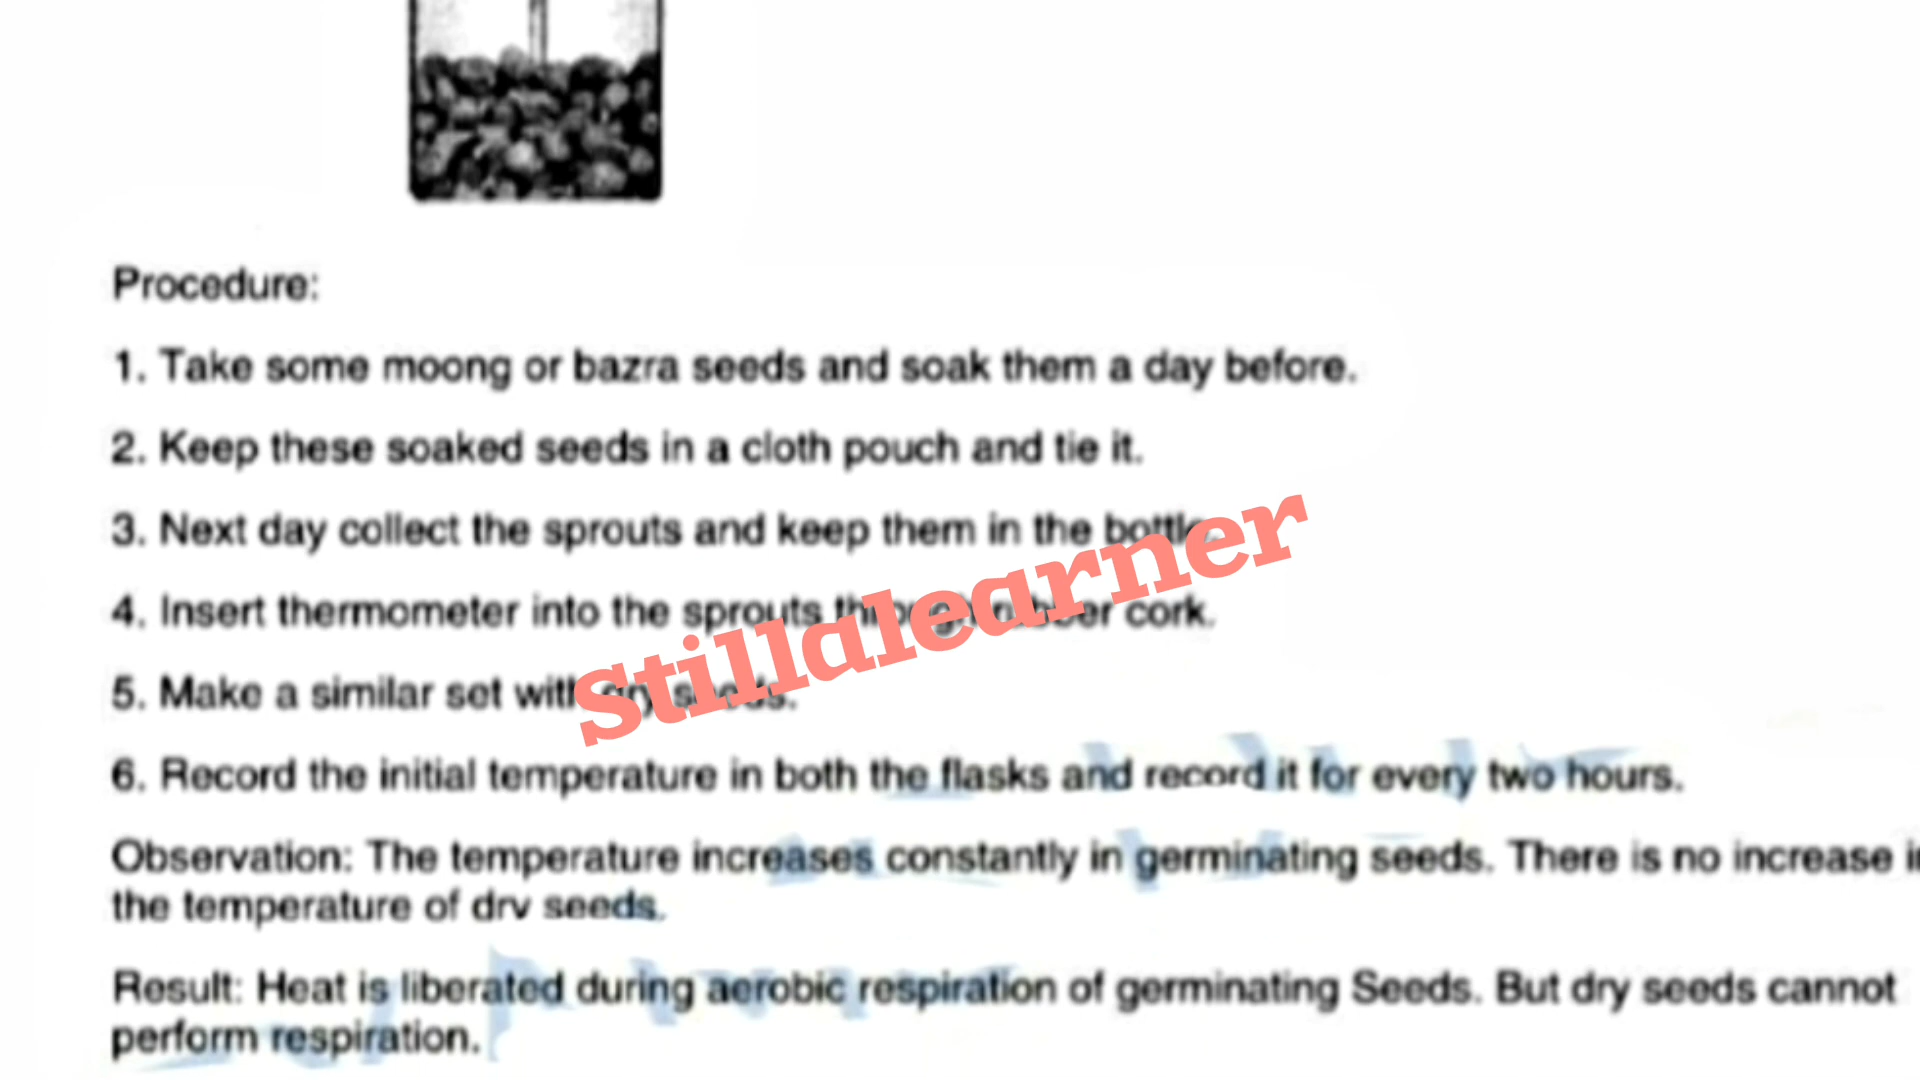 Procedure:
1. Take some moong or bazra seeds and soak them a day before.
2. Keep these soaked seeds in a cloth pouch and tie it.
3. Next day collect the sprouts and keep them in the bottle
4. Insert thermometer into the sprouts through rubber cork.
5. Make a similar set with dry seeds.
6. Record the initial temperature in both the flasks and record it for every two hours.
Observation: The temperature increases constantly in germinating seeds. There is no increase in
the temperature of dry seeds.
Result: Heat is liberated during aerobic respiration of germinating Seeds. But dry seeds cannot
perform respiration.
Stillalearner